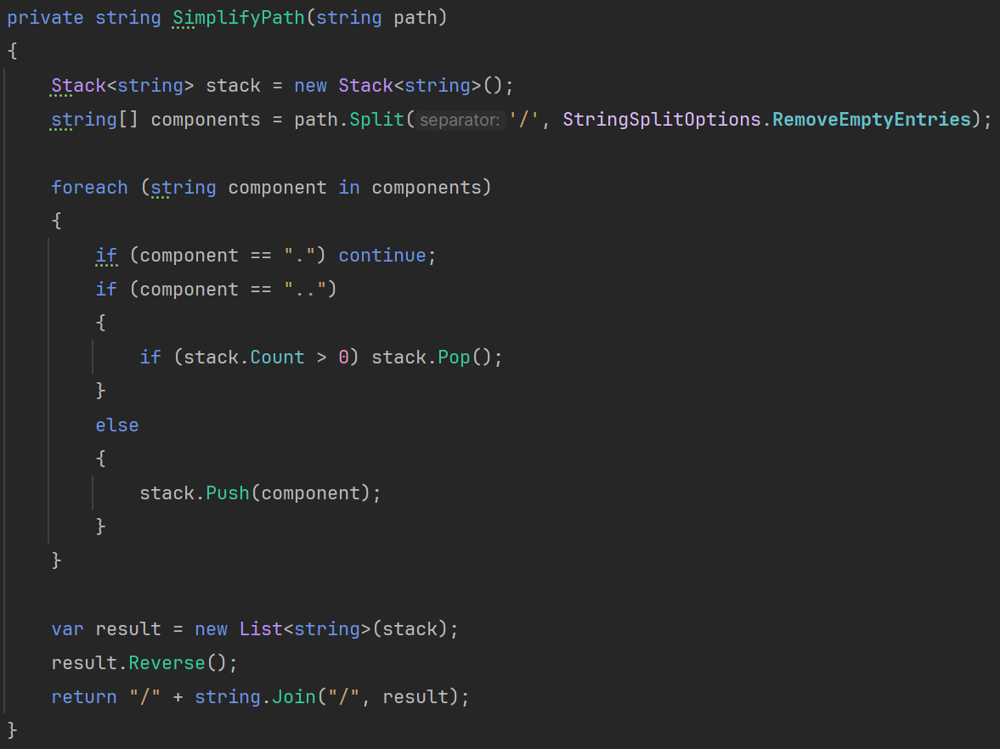 private string SimplifyPath(string path)
{
    Stack<string> stack = new Stack<string>();
    string[] components = path.Split( separator: '/', StringSplitOptions.RemoveEmptyEntries);

    foreach (string component in components)
    {
        if (component == ".") continue;
        if (component == "..")
        {
            if (stack.Count > 0) stack.Pop();
        }
        else
        {
            stack.Push(component);
        }
    }

    var result = new List<string>(stack);
    result.Reverse();
    return "/" + string.Join("/", result);
}